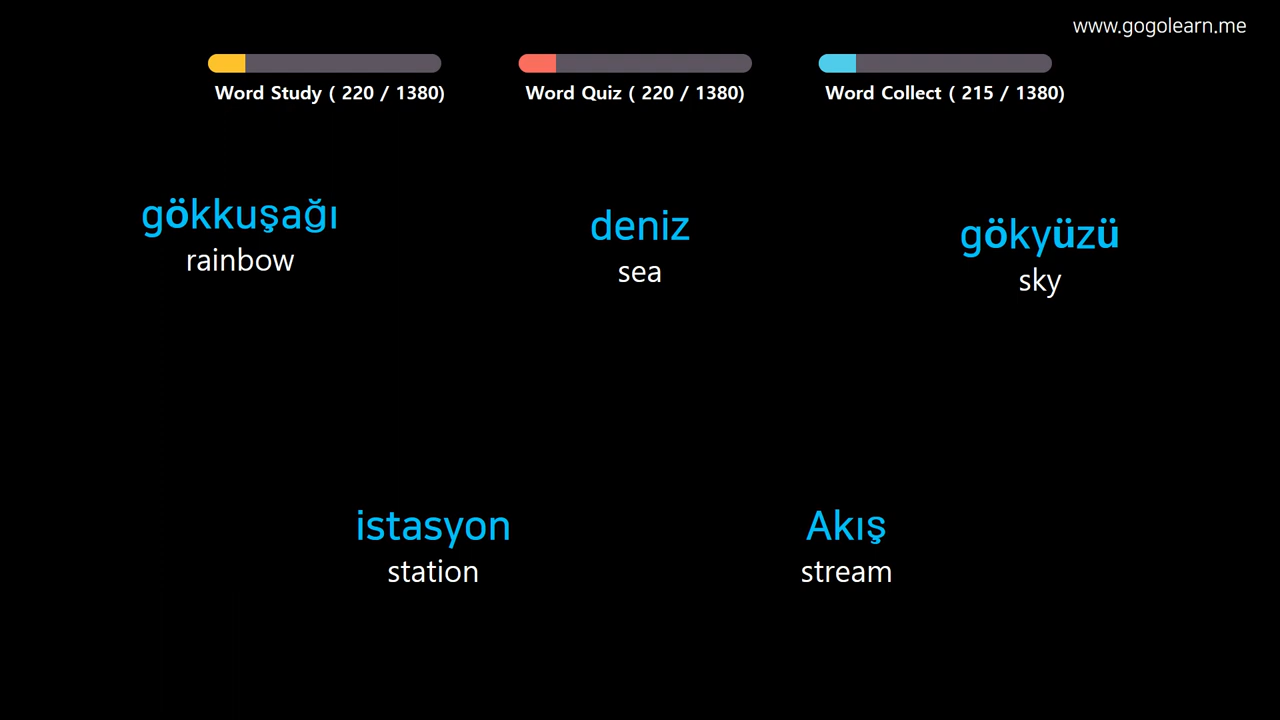 www.gogolearn.me
Word Study ( 220 / 1380)
Word Quiz ( 220 / 1380)
Word Collect ( 215 / 1380)
gökkuşağı
rainbow
deniz
sea
gökyüzü
sky
istasyon
station
Akış
stream